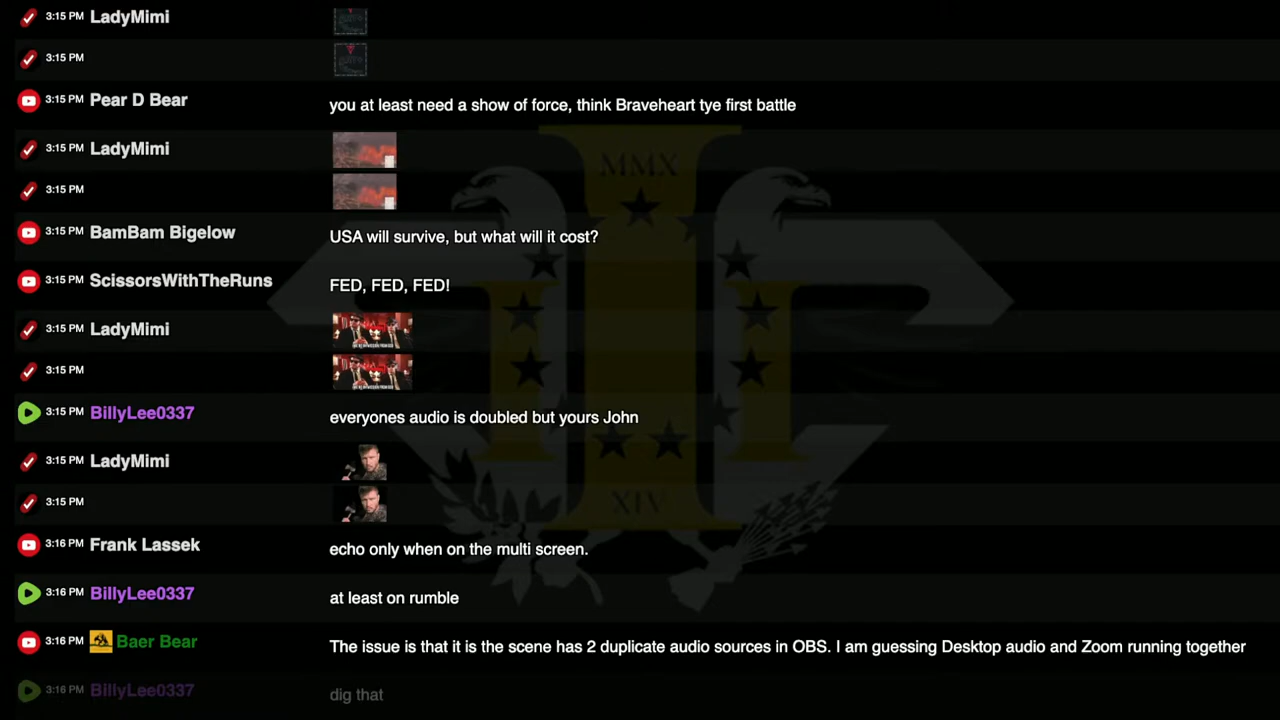 3:15 PM LadyMimi
3:15 PM
3:15 PM Pear D Bear you at least need a show of force, think Braveheart tye first battle
3:15 PM LadyMimi
3:15 PM
3:15 PM BamBam Bigelow USA will survive, but what will it cost?
3:15 PM ScissorsWithTheRuns FED, FED, FED!
3:15 PM LadyMimi
3:15 PM
3:15 PM BillyLee0337 everyones audio is doubled but yours John
3:15 PM LadyMimi
3:15 PM
3:16 PM Frank Lassek echo only when on the multi screen.
3:16 PM BillyLee0337 at least on rumble
3:16 PM Baer Bear The issue is that it is the scene has 2 duplicate audio sources in OBS. I am guessing Desktop audio and Zoom running together
3:16 PM BillyLee0337 dig that
MMX
XIV